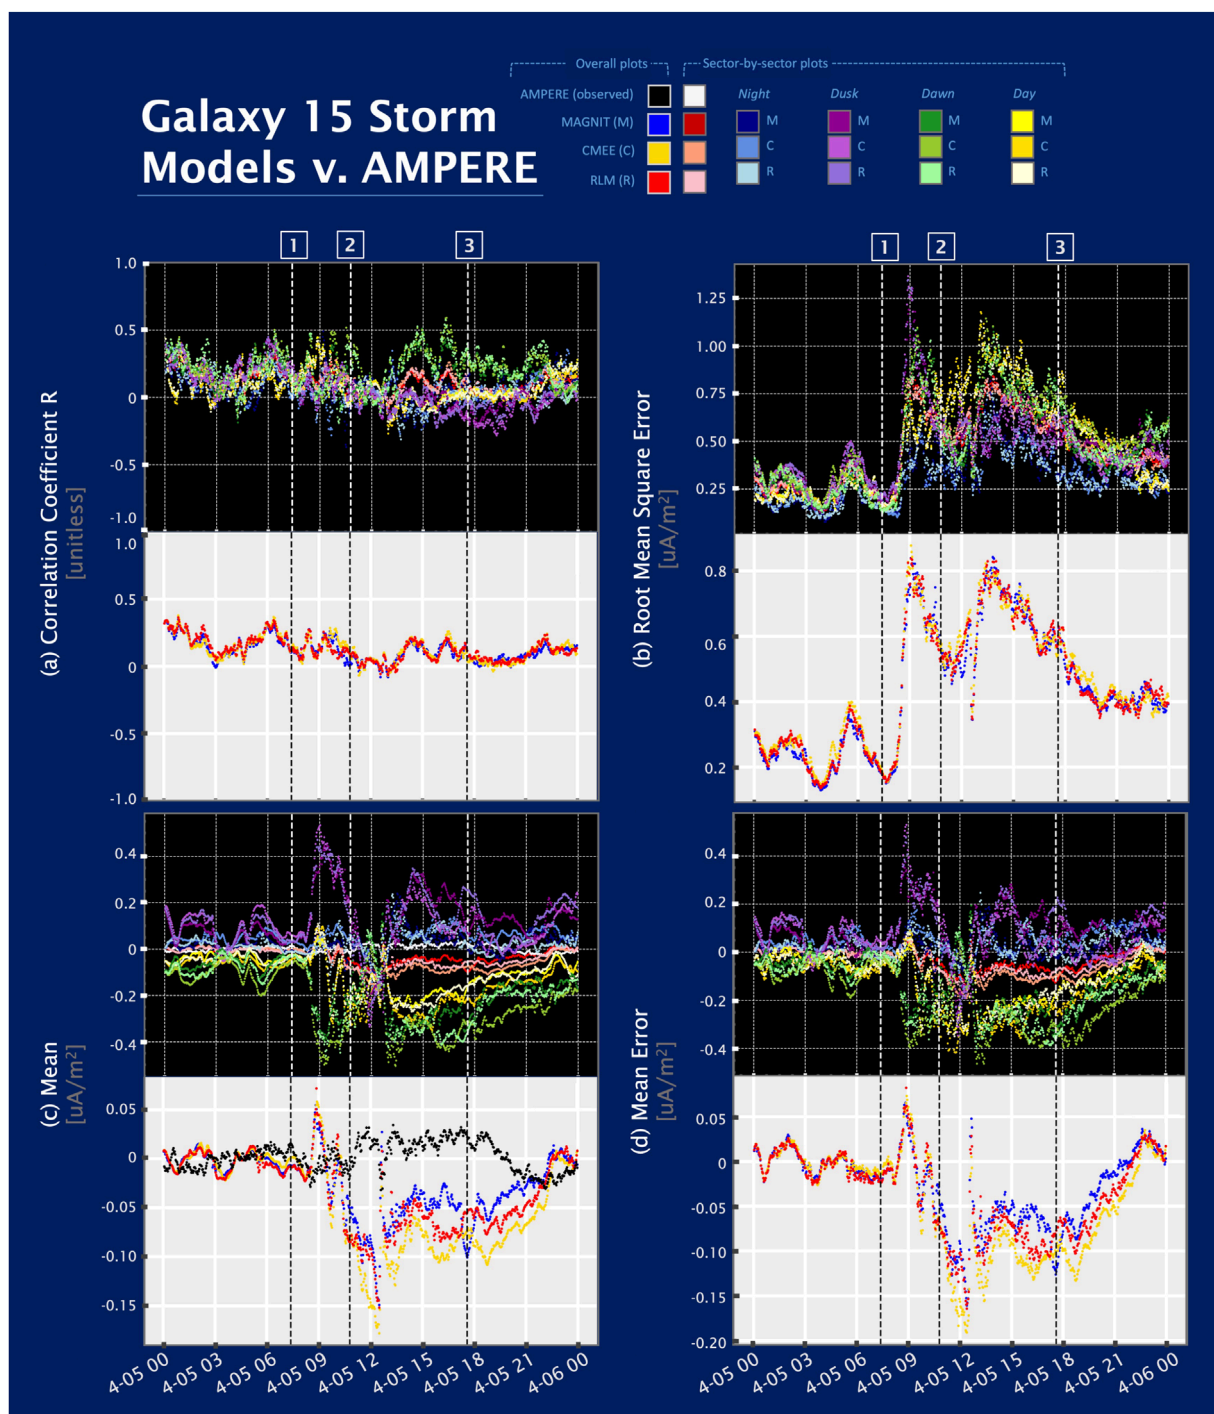 Overall plots
Sector-by-sector plots
AMPERE (observed)
Night
Dusk
Dawn
Day
MAGNIT (M)
M
M
M
M
CMEE (C)
C
C
C
C
RLM (R)
R
R
R
R
Galaxy 15 Storm
Models v. AMPERE
1
2
3
1
2
3
(a) Correlation Coefficient R
[unitless]
1.0
0.5
0
-0.5
-1.0
1.0
0.5
0
-0.5
-1.0
(b) Root Mean Square Error
[uA/m²]
1.25
1.00
0.75
0.50
0.25
0.8
0.6
0.4
0.2
(c) Mean
[uA/m²]
0.4
0.2
0
-0.2
-0.4
0.05
0
-0.05
-0.10
-0.15
(d) Mean Error
[uA/m²]
0.4
0.2
0
-0.2
-0.4
0.05
0
-0.05
-0.10
-0.15
-0.20
4-05 00
4-05 03
4-05 06
4-05 09
4-05 12
4-05 15
4-05 18
4-05 21
4-06 00
4-05 00
4-05 03
4-05 06
4-05 09
4-05 12
4-05 15
4-05 18
4-05 21
4-06 00